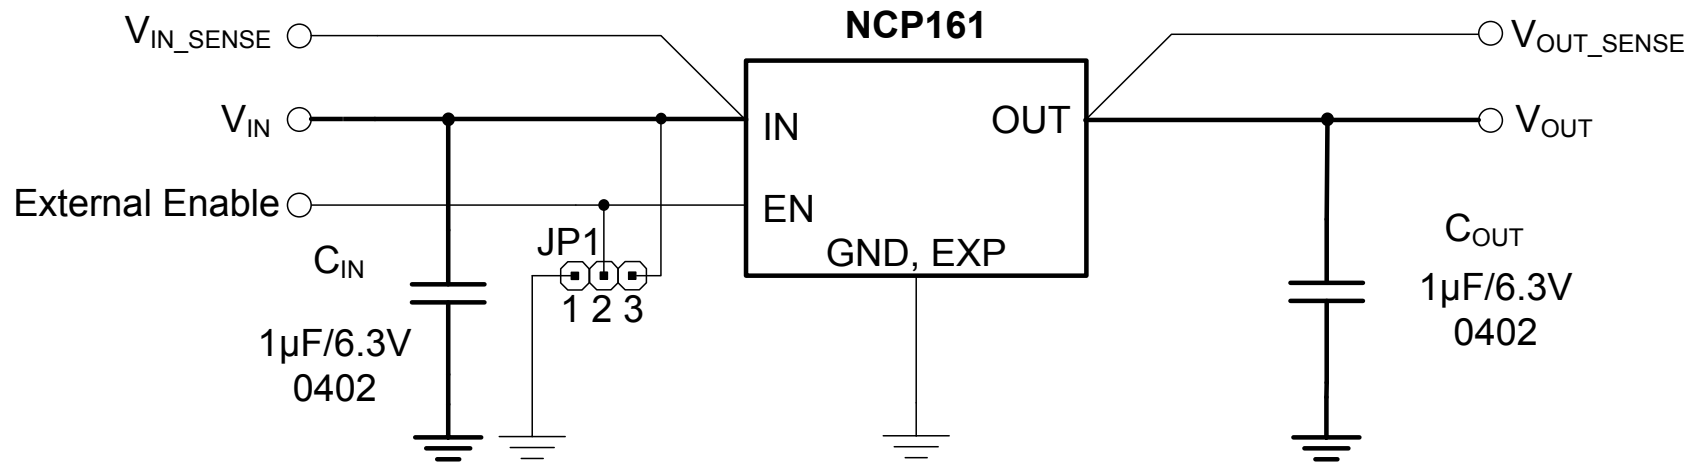 NCP161
VIN_SENSE
VOUT_SENSE
VIN
IN
OUT
VOUT
External Enable
EN
JP1
GND, EXP
CIN
1 2 3
COUT
1µF/6.3V
0402
1µF/6.3V
0402